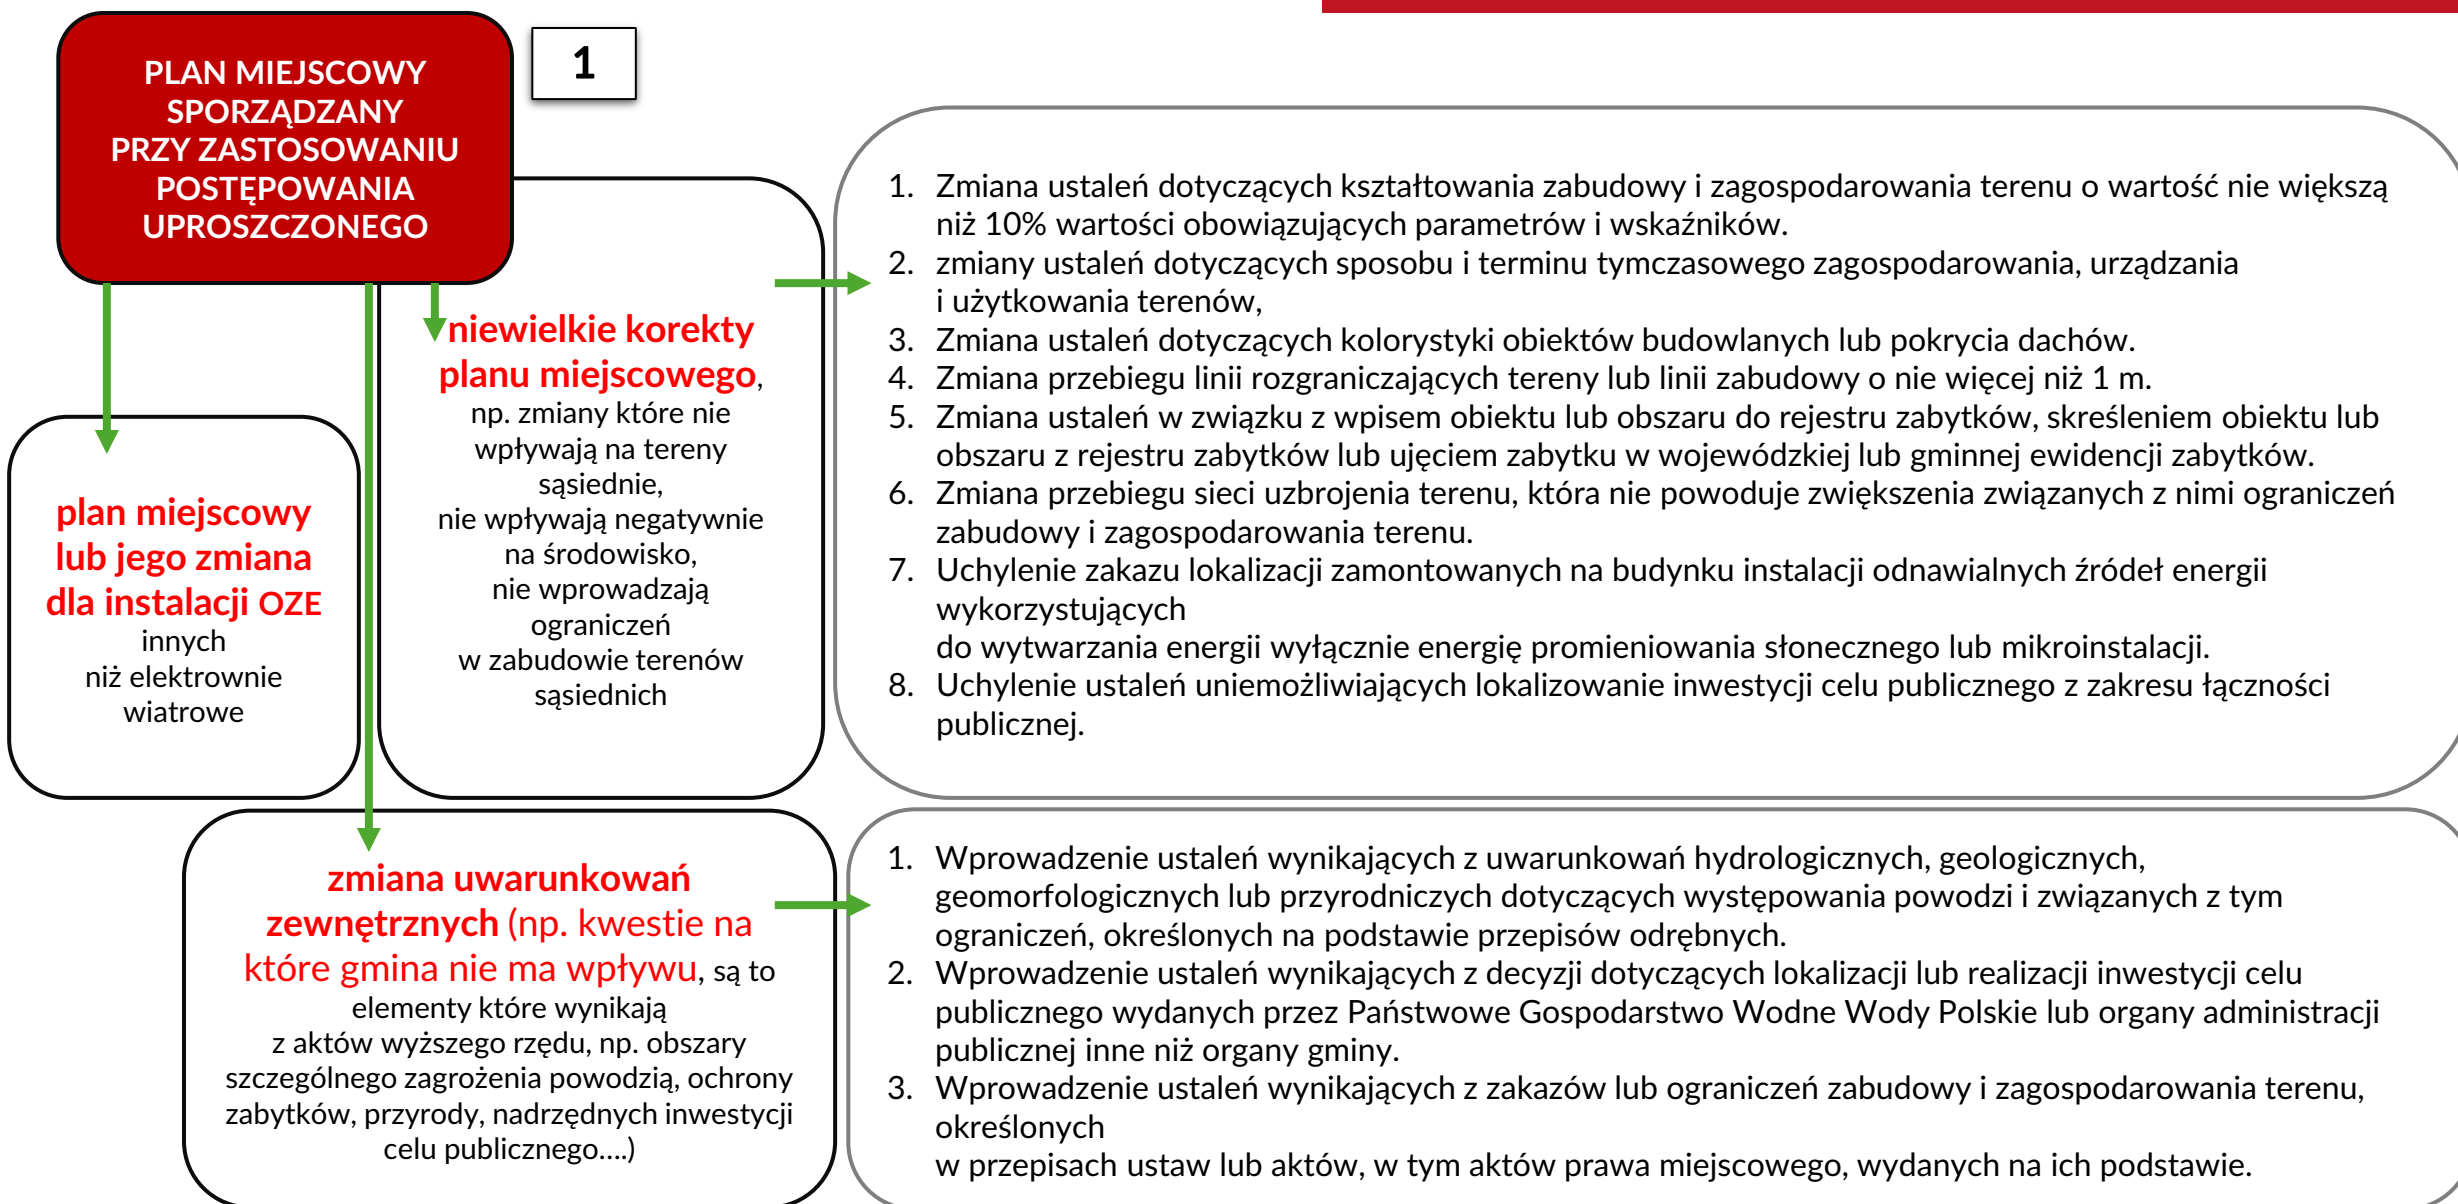 PLAN MIEJSCOWY
SPORZĄDZANY
PRZY ZASTOSOWANIU
POSTĘPOWANIA
UPROSZCZONEGO
1
plan miejscowy
lub jego zmiana
dla instalacji OZE
innych
niż elektrownie
wiatrowe
niewielkie korekty
planu miejscowego,
np. zmiany które nie
wpływają na tereny
sąsiednie,
nie wpływają negatywnie
na środowisko,
nie wprowadzają
ograniczeń
w zabudowie terenów
sąsiednich
1. Zmiana ustaleń dotyczących kształtowania zabudowy i zagospodarowania terenu o wartość nie większą
niż 10% wartości obowiązujących parametrów i wskaźników.
2. zmiany ustaleń dotyczących sposobu i terminu tymczasowego zagospodarowania, urządzania
i użytkowania terenów,
3. Zmiana ustaleń dotyczących kolorystyki obiektów budowlanych lub pokrycia dachów.
4. Zmiana przebiegu linii rozgraniczających tereny lub linii zabudowy o nie więcej niż 1 m.
5. Zmiana ustaleń w związku z wpisem obiektu lub obszaru do rejestru zabytków, skreśleniem obiektu lub
obszaru z rejestru zabytków lub ujęciem zabytku w wojewódzkiej lub gminnej ewidencji zabytków.
6. Zmiana przebiegu sieci uzbrojenia terenu, która nie powoduje zwiększenia związanych z nimi ograniczeń
zabudowy i zagospodarowania terenu.
7. Uchylenie zakazu lokalizacji zamontowanych na budynku instalacji odnawialnych źródeł energii
wykorzystujących
do wytwarzania energii wyłącznie energię promieniowania słonecznego lub mikroinstalacji.
8. Uchylenie ustaleń uniemożliwiających lokalizowanie inwestycji celu publicznego z zakresu łączności
publicznej.
zmiana uwarunkowań
zewnętrznych (np. kwestie na
które gmina nie ma wpływu, są to
elementy które wynikają
z aktów wyższego rzędu, np. obszary
szczególnego zagrożenia powodzią, ochrony
zabytków, przyrody, nadrzędnych inwestycji
celu publicznego....)
1. Wprowadzenie ustaleń wynikających z uwarunkowań hydrologicznych, geologicznych,
geomorfologicznych lub przyrodniczych dotyczących występowania powodzi i związanych z tym
ograniczeń, określonych na podstawie przepisów odrębnych.
2. Wprowadzenie ustaleń wynikających z decyzji dotyczących lokalizacji lub realizacji inwestycji celu
publicznego wydanych przez Państwowe Gospodarstwo Wodne Wody Polskie lub organy administracji
publicznej inne niż organy gminy.
3. Wprowadzenie ustaleń wynikających z zakazów lub ograniczeń zabudowy i zagospodarowania terenu,
określonych
w przepisach ustaw lub aktów, w tym aktów prawa miejscowego, wydanych na ich podstawie.